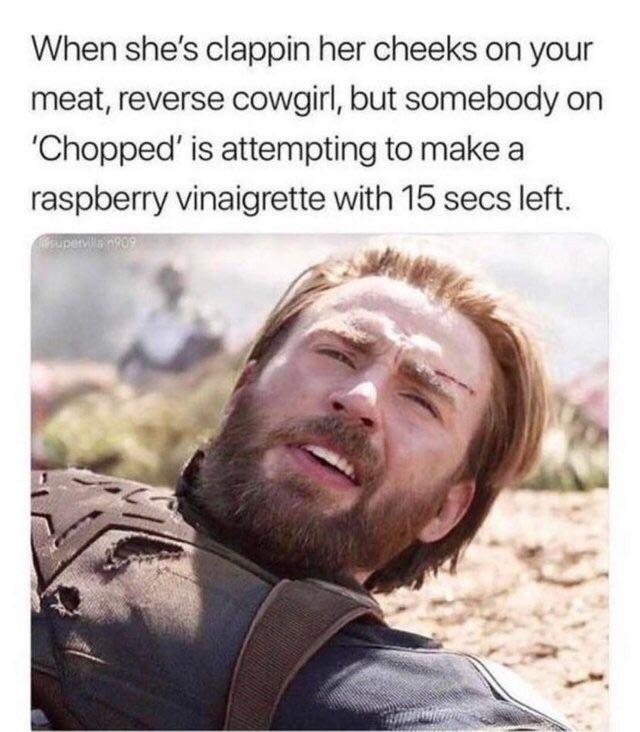 When she's clappin her cheeks on your
meat, reverse cowgirl, but somebody on
'Chopped' is attempting to make a
raspberry vinaigrette with 15 secs left.
@supervillain909